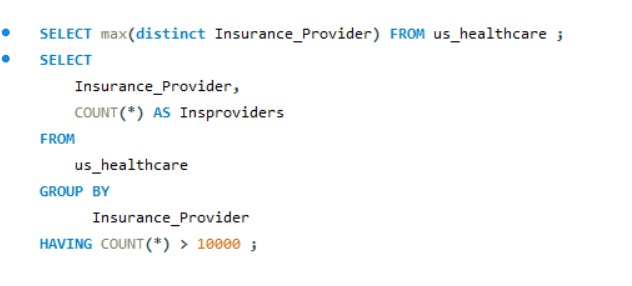 SELECT max(distinct Insurance_Provider) FROM us_healthcare ;
SELECT
Insurance_Provider,
COUNT(*) AS Insproviders
FROM
us_healthcare
GROUP BY
Insurance_Provider
HAVING COUNT(*) > 10000 ;